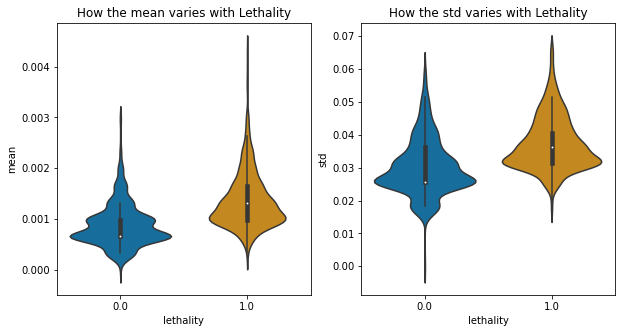 How the mean varies with Lethality
mean
0.004
0.003
0.002
0.001
0.000
0.0 1.0
lethality
How the std varies with Lethality
std
0.07
0.06
0.05
0.04
0.03
0.02
0.01
0.00
0.0 1.0
lethality